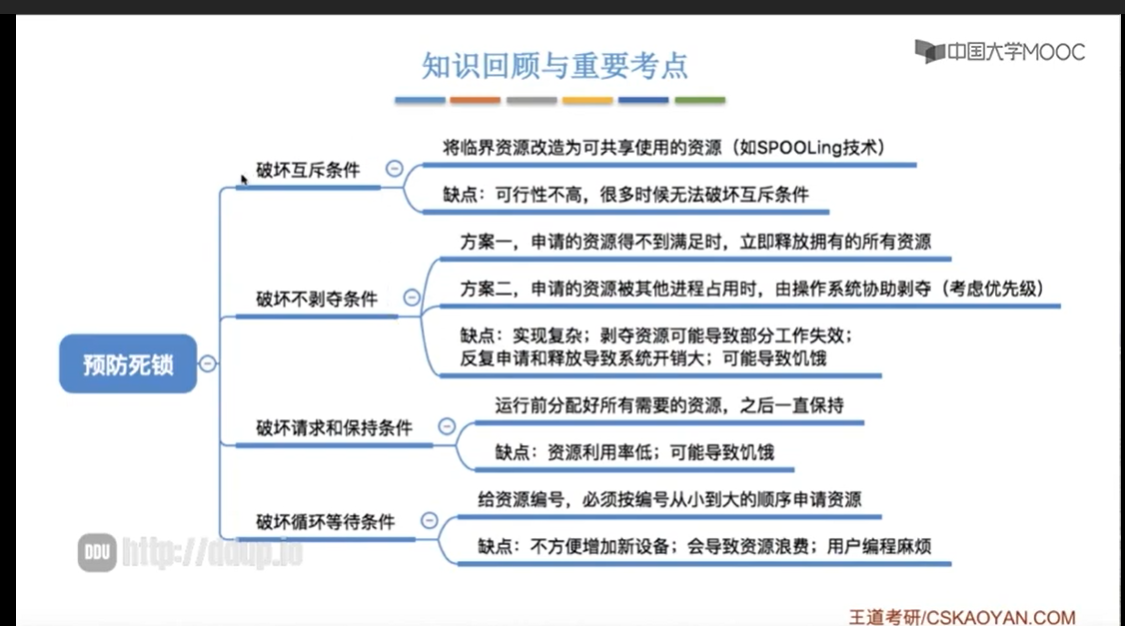 中国大学MOOC
知识回顾与重要考点
预防死锁
破坏互斥条件
将临界资源改造为可共享使用的资源（如SPOOLing技术）
缺点：可行性不高，很多时候无法破坏互斥条件
破坏不剥夺条件
方案一，申请的资源得不到满足时，立即释放拥有的所有资源
方案二，申请的资源被其他进程占用时，由操作系统协助剥夺（考虑优先级）
缺点：实现复杂；剥夺资源可能导致部分工作失效；
反复申请和释放导致系统开销大；可能导致饥饿
破坏请求和保持条件
运行前分配好所有需要的资源，之后一直保持
缺点：资源利用率低；可能导致饥饿
破坏循环等待条件
给资源编号，必须按编号从小到大的顺序申请资源
缺点：不方便增加新设备；会导致资源浪费；用户编程麻烦
DDU http://ddup.io
王道考研/CSKAOYAN.COM